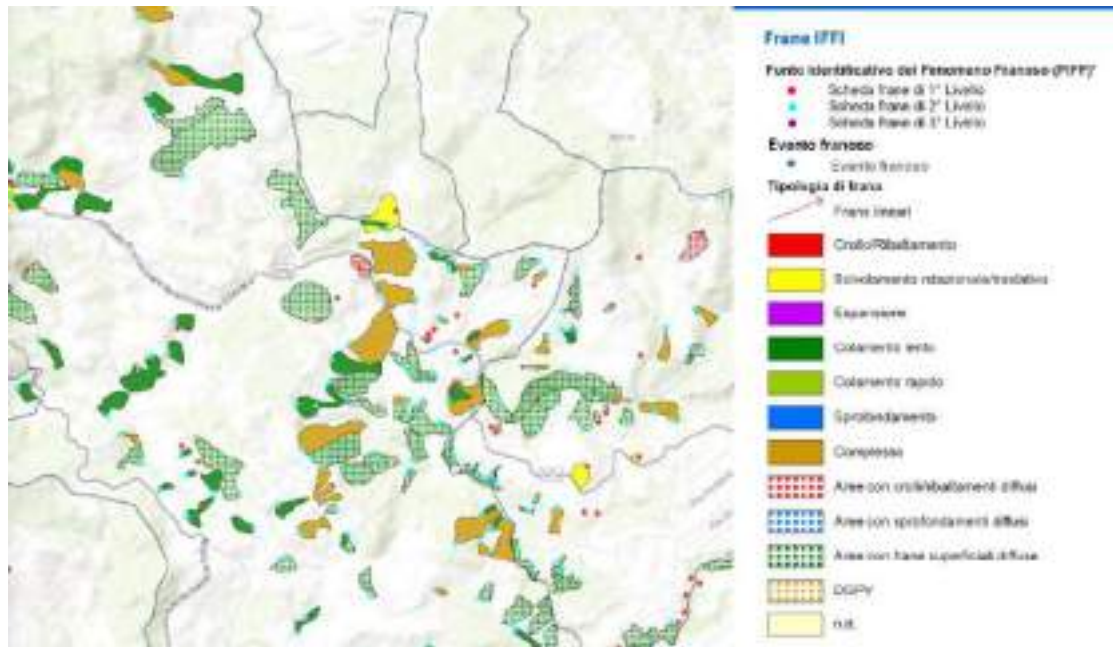 Frane IFFI
Punto Identificativo del Fenomeno Franoso (PIFF)*
Scheda frane di 1° Livello
Scheda frane di 2° Livello
Scheda frane di 3° Livello
Evento franoso
Evento franoso
Tipologia di frana
Frane lineari
Crollo/Ribaltamento
Scivolamento rotazionale/traslativo
Espansione
Colamento lento
Colamento rapido
Sprofondamento
Complesso
Aree con crolli/ribaltamenti diffusi
Aree con sprofondamenti diffusi
Aree con frane superficiali diffuse
DGPV
n.d.